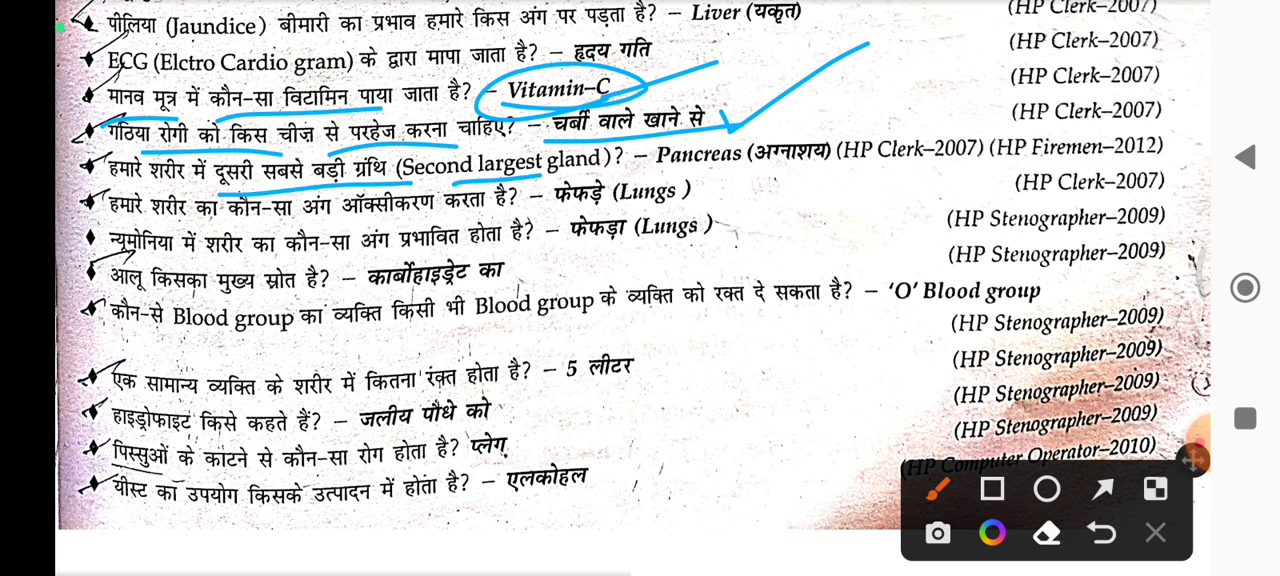 पीलिया (Jaundice) बीमारी का प्रभाव हमारे किस अंग पर पड़ता है? – Liver (यकृत) (HP Clerk–2007)
ECG (Elctro Cardio gram) के द्वारा मापा जाता है? – हृदय गति (HP Clerk–2007)
मानव मूत्र में कौन-सा विटामिन पाया जाता है? – Vitamin–C (HP Clerk–2007)
गठिया रोगी को किस चीज़ से परहेज करना चाहिए? – चर्बी वाले खाने से (HP Clerk–2007)
हमारे शरीर में दूसरी सबसे बड़ी ग्रंथि (Second largest gland)? – Pancreas (अग्नाशय) (HP Clerk–2007) (HP Firemen–2012)
हमारे शरीर का कौन-सा अंग ऑक्सीकरण करता है? – फेफड़े (Lungs ) (HP Clerk–2007)
न्यूमोनिया में शरीर का कौन-सा अंग प्रभावित होता है? – फेफड़ा (Lungs ) (HP Stenographer–2009)
आलू किसका मुख्य स्रोत है? – कार्बोहाइड्रेट का (HP Stenographer–2009)
कौन-से Blood group का व्यक्ति किसी भी Blood group के व्यक्ति को रक्त दे सकता है? – ‘O’ Blood group
(HP Stenographer–2009)
एक सामान्य व्यक्ति के शरीर में कितना रक्त होता है? – 5 लीटर (HP Stenographer–2009)
हाइड्रोफाइट किसे कहते हैं? – जलीय पौधे को (HP Stenographer–2009)
पिस्सुओं के काटने से कौन-सा रोग होता है? प्लेग (HP Stenographer–2009)
यीस्ट का उपयोग किसके उत्पादन में होता है? – एलकोहल (HP Computer Operator–2010)